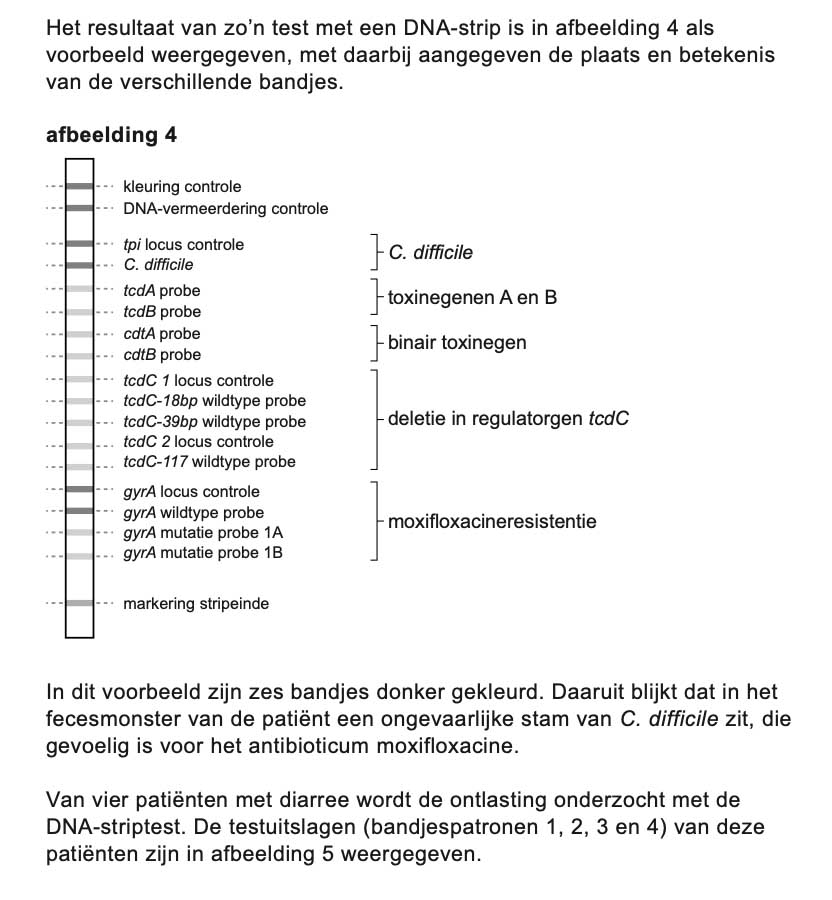 Het resultaat van zo’n test met een DNA-strip is in afbeelding 4 als
voorbeeld weergegeven, met daarbij aangegeven de plaats en betekenis
van de verschillende bandjes.
afbeelding 4
kleuring controle
DNA-vermeerdering controle
tpi locus controle
C. difficile
C. difficile
tcdA probe
tcdB probe
toxinegenen A en B
cdtA probe
cdtB probe
binair toxinegen
tcdC 1 locus controle
tcdC-18bp wildtype probe
tcdC-39bp wildtype probe
tcdC 2 locus controle
tcdC-117 wildtype probe
deletie in regulatorgen tcdC
gyrA locus controle
gyrA wildtype probe
gyrA mutatie probe 1A
gyrA mutatie probe 1B
moxifloxacineresistentie
markering stripeinde
In dit voorbeeld zijn zes bandjes donker gekleurd. Daaruit blijkt dat in het
fecesmonster van de patiënt een ongevaarlijke stam van C. difficile zit, die
gevoelig is voor het antibioticum moxifloxacine.
Van vier patiënten met diarree wordt de ontlasting onderzocht met de
DNA-striptest. De testuitslagen (bandjespatronen 1, 2, 3 en 4) van deze
patiënten zijn in afbeelding 5 weergegeven.